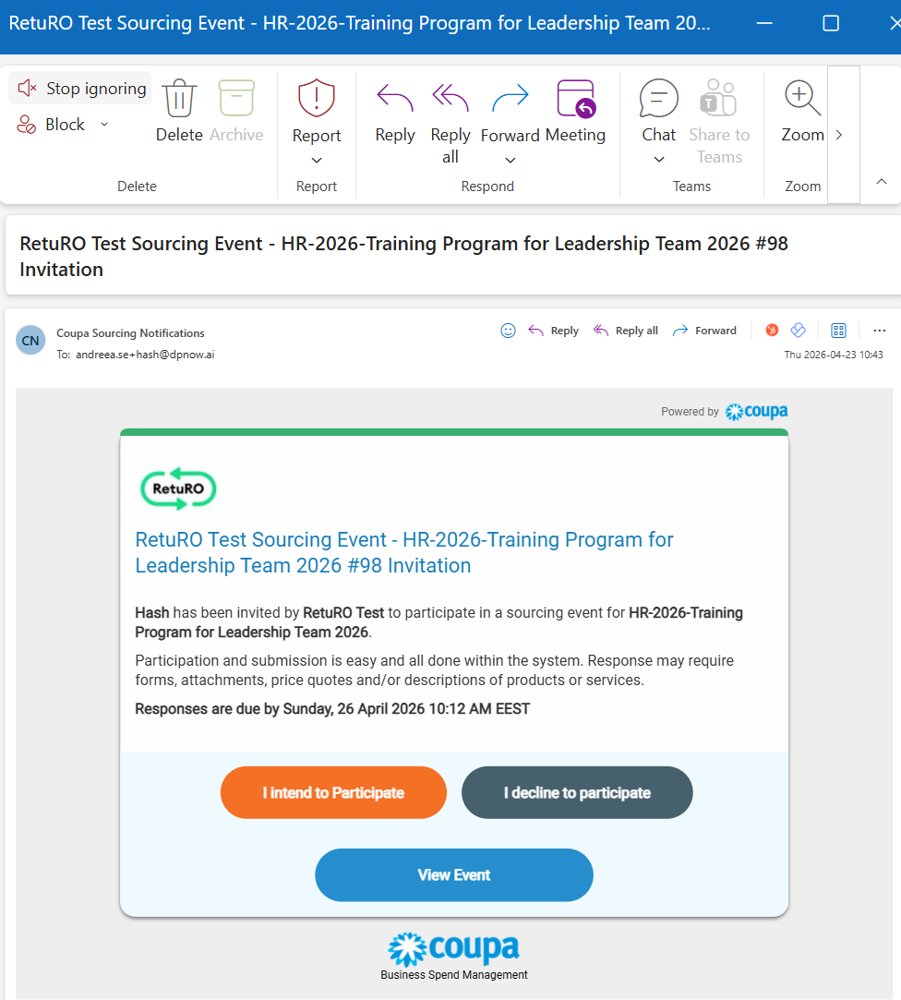 RetuRO Test Sourcing Event - HR-2026-Training Program for Leadership Team 20...
Stop ignoring
Block
Delete
Archive
Delete
Report
Report
Reply
Reply all
Forward
Meeting
Respond
Chat
Share to Teams
Teams
Zoom
Zoom
RetuRO Test Sourcing Event - HR-2026-Training Program for Leadership Team 2026 #98
Invitation
CN
Coupa Sourcing Notifications
To: andreea.se+hash@dpnow.ai
Reply
Reply all
Forward
Thu 2026-04-23 10:43
Powered by coupa
RetuRO
RetuRO Test Sourcing Event - HR-2026-Training Program for
Leadership Team 2026 #98 Invitation
Hash has been invited by RetuRO Test to participate in a sourcing event for HR-2026-Training
Program for Leadership Team 2026.
Participation and submission is easy and all done within the system. Response may require
forms, attachments, price quotes and/or descriptions of products or services.
Responses are due by Sunday, 26 April 2026 10:12 AM EEST
I intend to Participate
I decline to participate
View Event
coupa
Business Spend Management